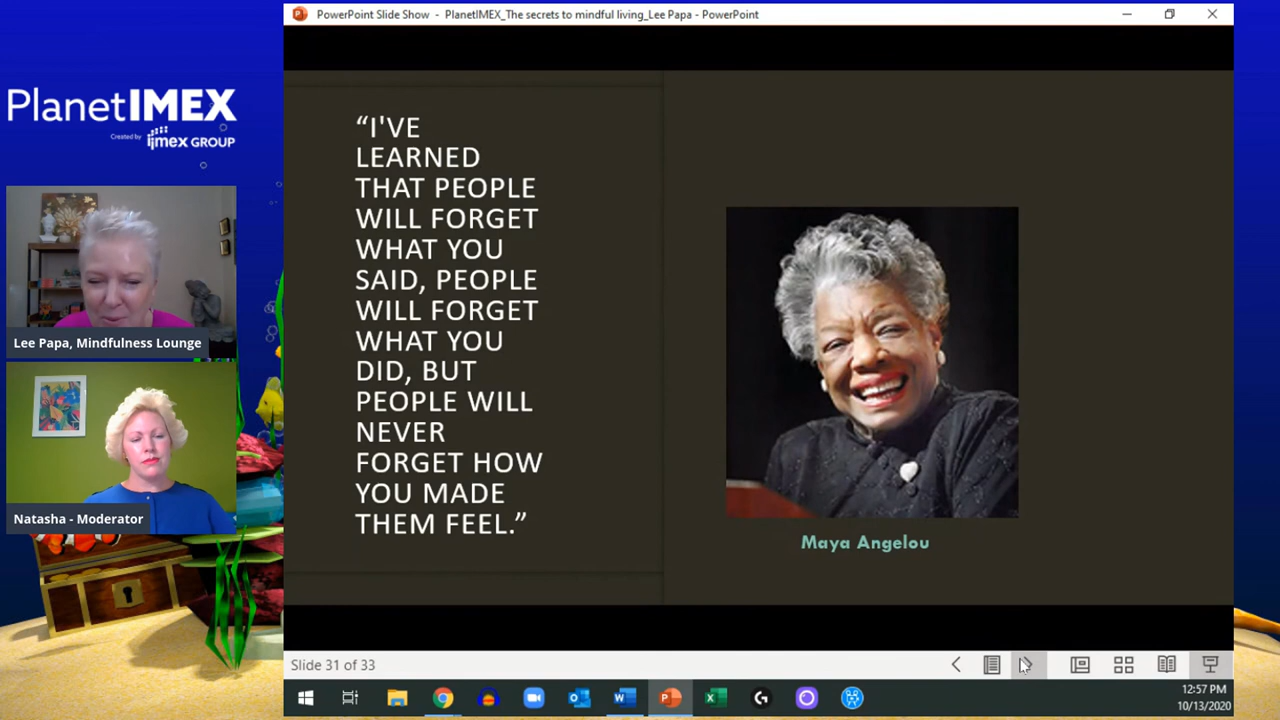 PowerPoint Slide Show - PlanetIMEX_The secrets to mindful living_Lee Papa - PowerPoint
PlanetIMEX
Created by imex GROUP
Lee Papa, Mindfulness Lounge
Natasha - Moderator
“I'VE
LEARNED
THAT PEOPLE
WILL FORGET
WHAT YOU
SAID, PEOPLE
WILL FORGET
WHAT YOU
DID, BUT
PEOPLE WILL
NEVER
FORGET HOW
YOU MADE
THEM FEEL.”
Maya Angelou
Slide 31 of 33
12:57 PM
10/13/2020